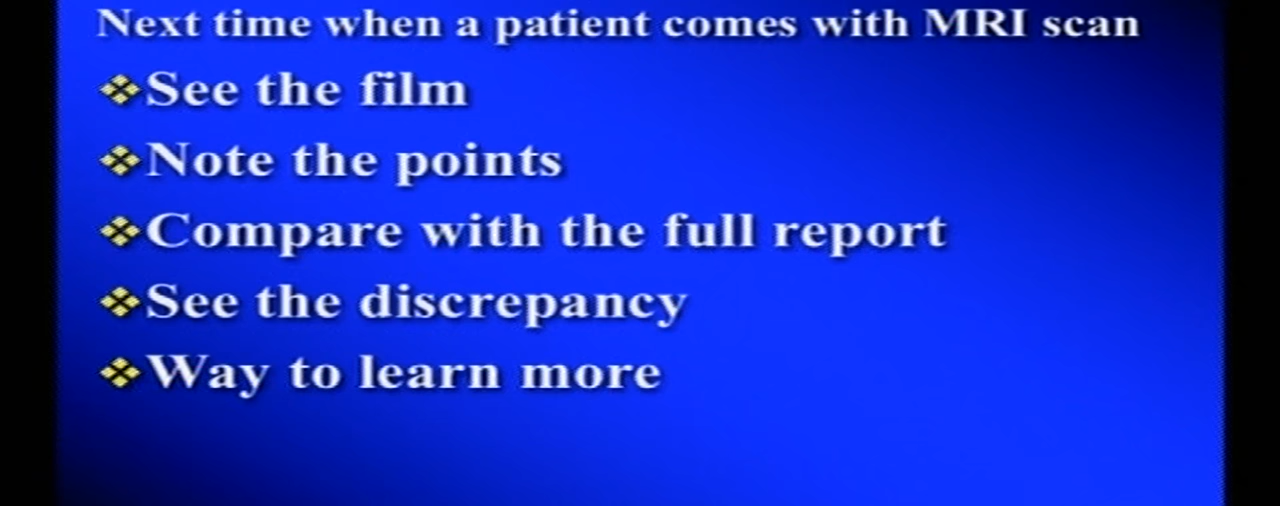 Next time when a patient comes with MRI scan
See the film
Note the points
Compare with the full report
See the discrepancy
Way to learn more